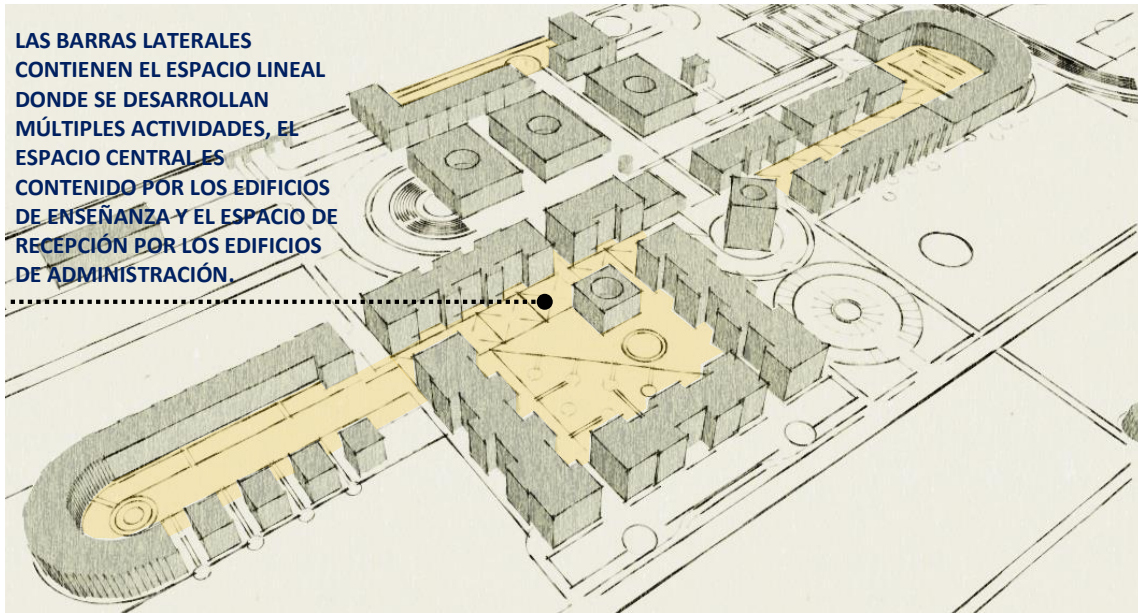 LAS BARRAS LATERALES
CONTIENEN EL ESPACIO LINEAL
DONDE SE DESARROLLAN
MÚLTIPLES ACTIVIDADES, EL
ESPACIO CENTRAL ES
CONTENIDO POR LOS EDIFICIOS
DE ENSEÑANZA Y EL ESPACIO DE
RECEPCIÓN POR LOS EDIFICIOS
DE ADMINISTRACIÓN.